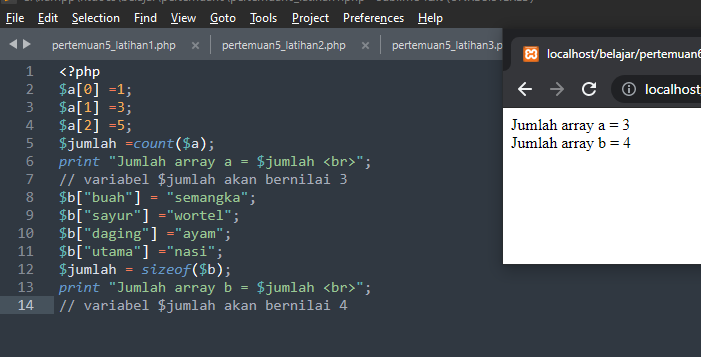 File Edit Selection Find View Goto Tools Project Preferences Help
pertemuan5_latihan1.php × pertemuan5_latihan2.php × pertemuan5_latihan3.p
1 <?php
2 $a[0] =1;
3 $a[1] =3;
4 $a[2] =5;
5 $jumlah =count($a);
6 print "Jumlah array a = $jumlah <br>";
7 // variabel $jumlah akan bernilai 3
8 $b["buah"] = "semangka";
9 $b["sayur"] ="wortel";
10 $b["daging"] ="ayam";
11 $b["utama"] ="nasi";
12 $jumlah = sizeof($b);
13 print "Jumlah array b = $jumlah <br>";
14 // variabel $jumlah akan bernilai 4
localhost/belajar/pertemuan6
localhost
Jumlah array a = 3
Jumlah array b = 4